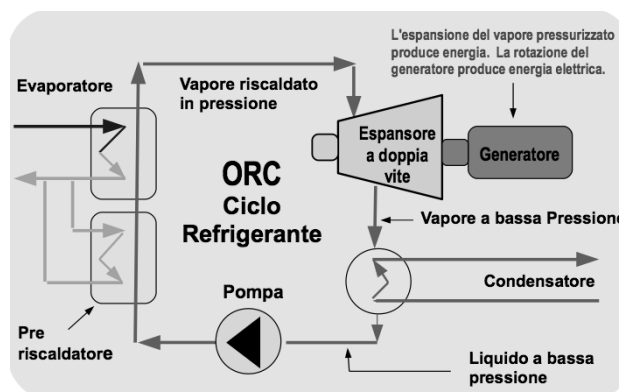 L'espansione del vapore pressurizzato
produce energia. La rotazione del
generatore produce energia elettrica.
Evaporatore
Vapore riscaldato
in pressione
Espansore
a doppia
vite
Generatore
ORC
Ciclo
Refrigerante
Vapore a bassa Pressione
Condensatore
Pompa
Pre
riscaldatore
Liquido a bassa
pressione